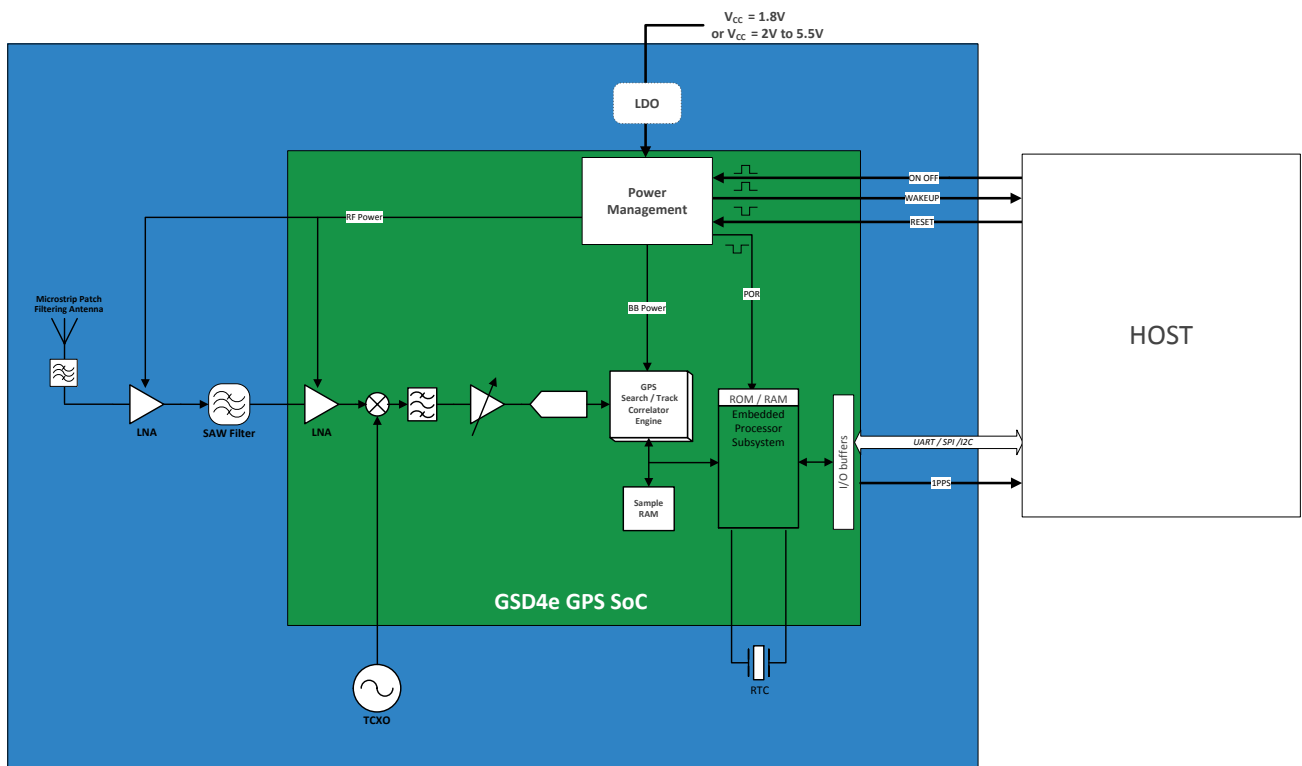 VCC = 1.8V
or VCC = 2V to 5.5V
LDO
Power
Management
ON OFF
WAKEUP
RESET
RF Power
BB Power
POR
HOST
Microstrip Patch
Filtering Antenna
LNA
SAW Filter
LNA
GPS
Search / Track
Correlator
Engine
ROM / RAM
Embedded
Processor
Subsystem
I/O buffers
UART / SPI /I2C
1PPS
Sample
RAM
GSD4e GPS SoC
TCXO
RTC